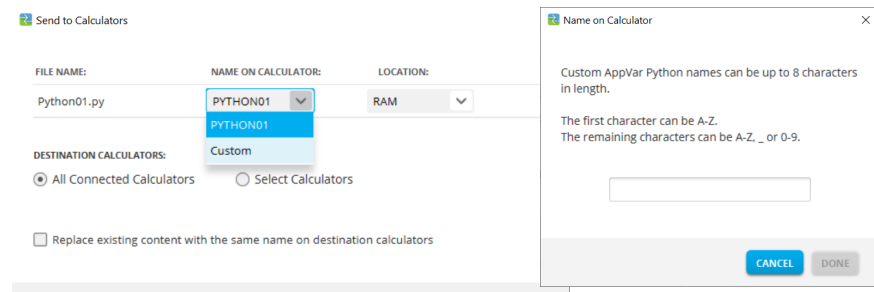 Send to Calculators
FILE NAME: NAME ON CALCULATOR: LOCATION:
Python01.py PYTHON01 RAM
PYTHON01
Custom
DESTINATION CALCULATORS:
All Connected Calculators Select Calculators
Replace existing content with the same name on destination calculators
Name on Calculator
Custom AppVar Python names can be up to 8 characters
in length.
The first character can be A-Z.
The remaining characters can be A-Z, _ or 0-9.
CANCEL DONE